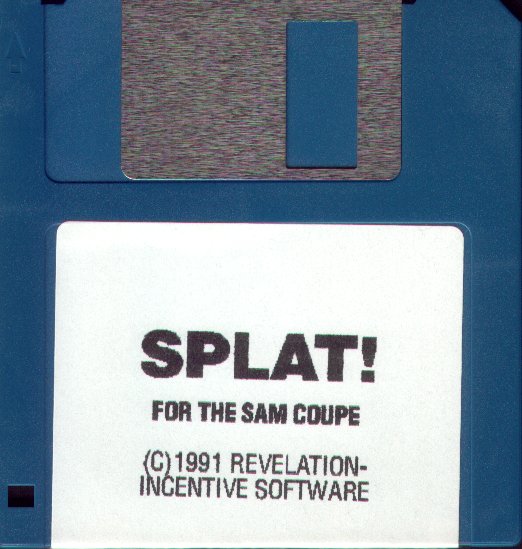 SPLAT!
FOR THE SAM COUPE
(C)1991 REVELATION-
INCENTIVE SOFTWARE